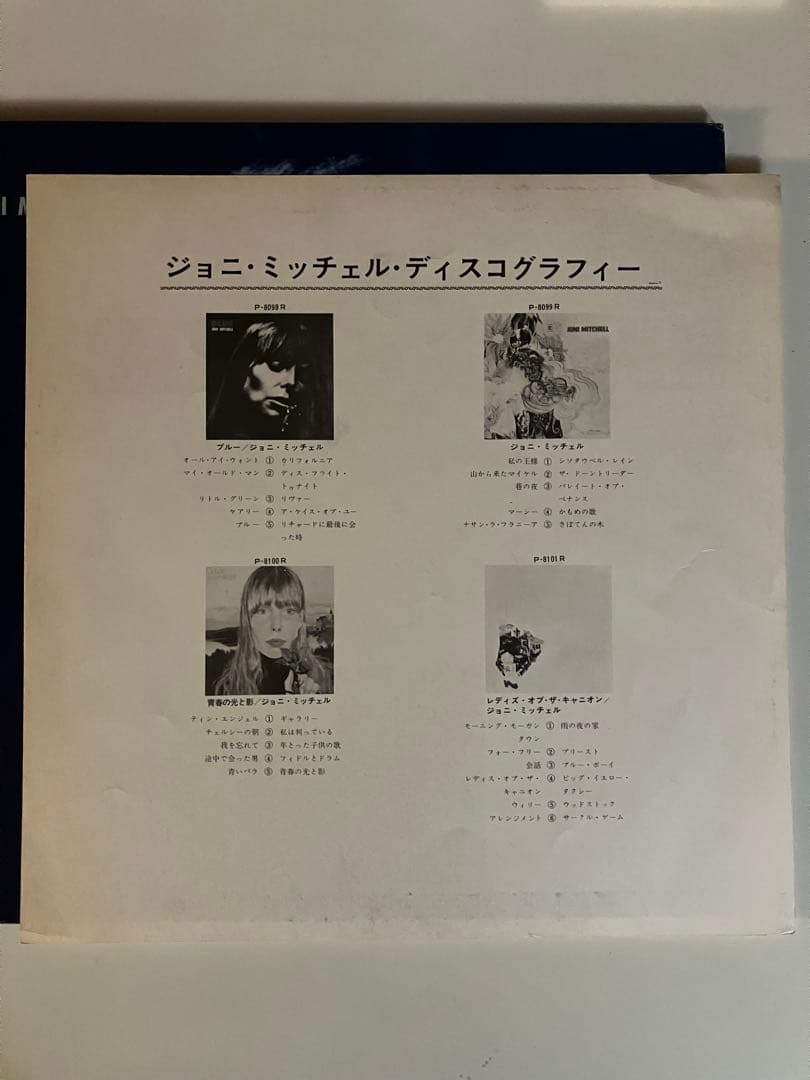 IM
ジョニ・ミッチェル・ディスコグラフィー
P-8098R
JONI MITCHELL
ブルー/ジョニ・ミッチェル
オール・アイ・ウォント ① カリフォルニア
マイ・オールド・マン ② ディス・フライト・
トゥナイト
リトル・グリーン ③ リヴァー
ケアリー ④ ア・ケイス・オブ・ユー
ブルー ⑤ リチャードに最後に会
った時
P-8099R
JONI MITCHELL
ジョニ・ミッチェル
私の王様 ① シソタウベル・レイン
山から来たマイケル ② ザ・ドーントリーダー
巷の夜 ③ パレイート・オブ・
ペナンス
マーシー ④ かもめの歌
ナサン・ラ・フラニーア ⑤ さぼてんの木
P-8100R
青春の光と影/ジョニ・ミッチェル
ティン・エンジェル ① ギャラリー
チェルシーの朝 ② 私は判っている
我を忘れて ③ 年とった子供の歌
途中で会った男 ④ フィドルとドラム
青いバラ ⑤ 青春の光と影
P-8101R
レディズ・オブ・ザ・キャニオン/
ジョニ・ミッチェル
モーニング・モーガン ① 雨の夜の家
タウン
フォー・フリー ② プリースト
会話 ③ ブルー・ボーイ
レディス・オブ・ザ・ ④ ビッグ・イエロー・
キャニオン タクシー
ウィリー ⑤ ウッドストック
アレンジメント ⑥ サークル・ゲーム